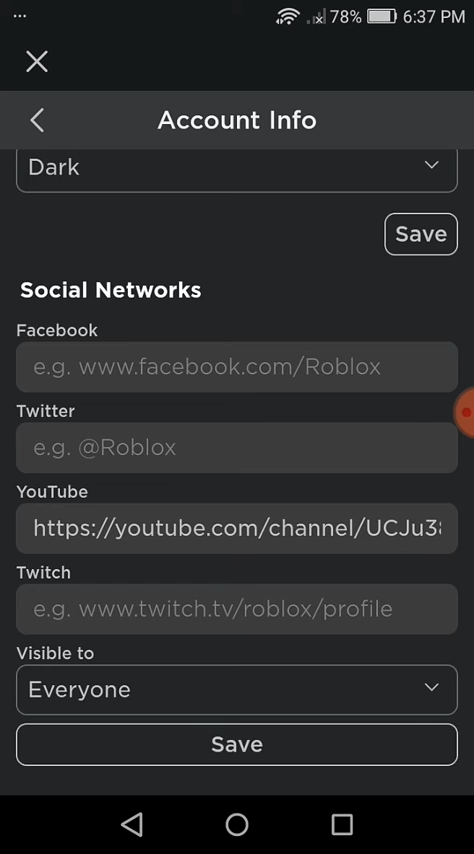 78% 6:37 PM
Account Info
Dark
Save
Social Networks
Facebook
e.g. www.facebook.com/Roblox
Twitter
e.g. @Roblox
YouTube
https://youtube.com/channel/UCJu38
Twitch
e.g. www.twitch.tv/roblox/profile
Visible to
Everyone
Save